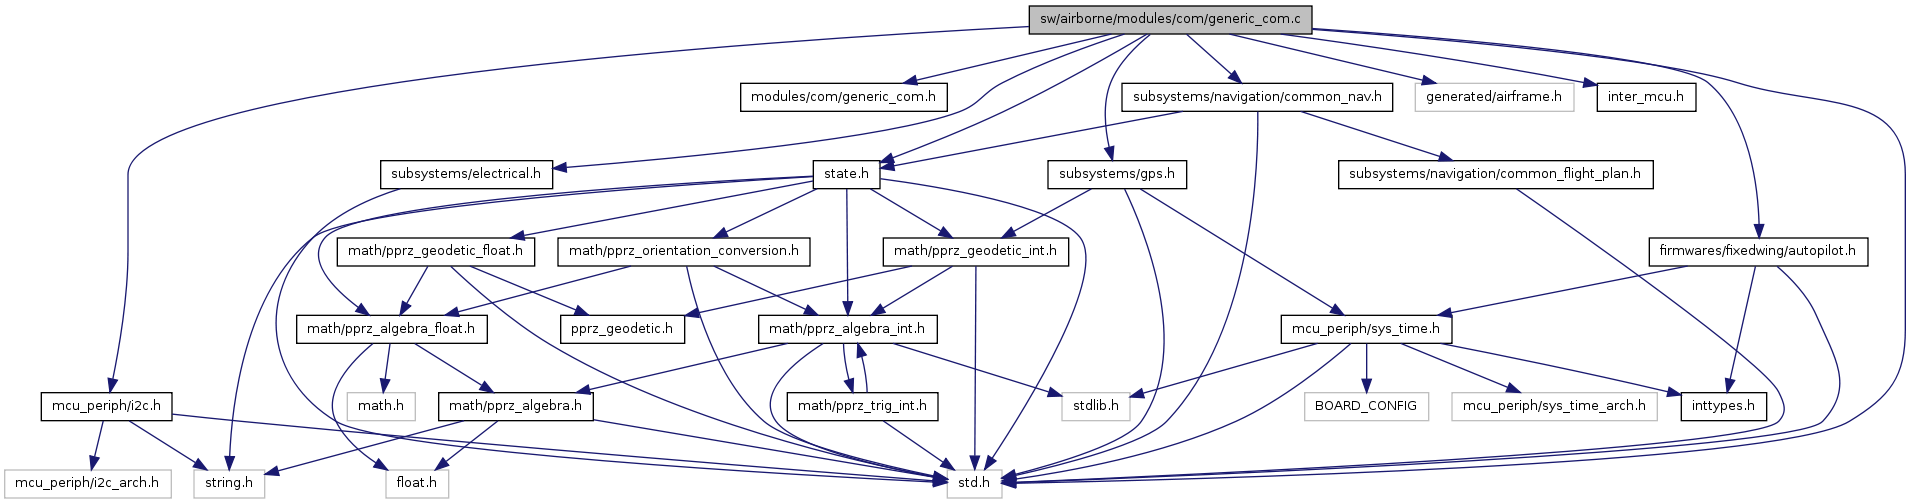 sw/airborne/modules/com/generic_com.c
modules/com/generic_com.h
subsystems/navigation/common_nav.h
generated/airframe.h
inter_mcu.h
subsystems/electrical.h
state.h
subsystems/gps.h
subsystems/navigation/common_flight_plan.h
math/pprz_geodetic_float.h
math/pprz_orientation_conversion.h
math/pprz_geodetic_int.h
firmwares/fixedwing/autopilot.h
math/pprz_algebra_float.h
pprz_geodetic.h
math/pprz_algebra_int.h
mcu_periph/sys_time.h
mcu_periph/i2c.h
math.h
math/pprz_algebra.h
math/pprz_trig_int.h
stdlib.h
BOARD_CONFIG
mcu_periph/sys_time_arch.h
inttypes.h
mcu_periph/i2c_arch.h
string.h
float.h
std.h